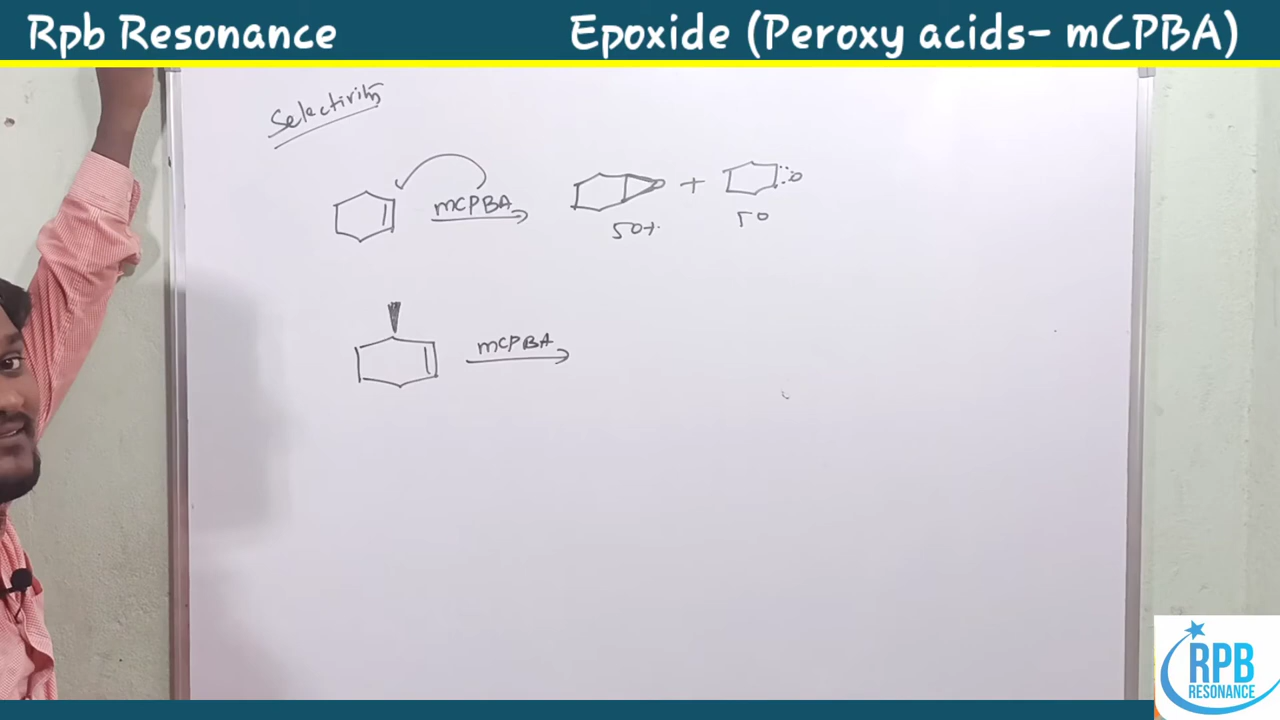 Rpb Resonance
Epoxide (Peroxy acids- mCPBA)
Selectivity
mCPBA
+
O
50%
50
mCPBA
RPB
RESONANCE